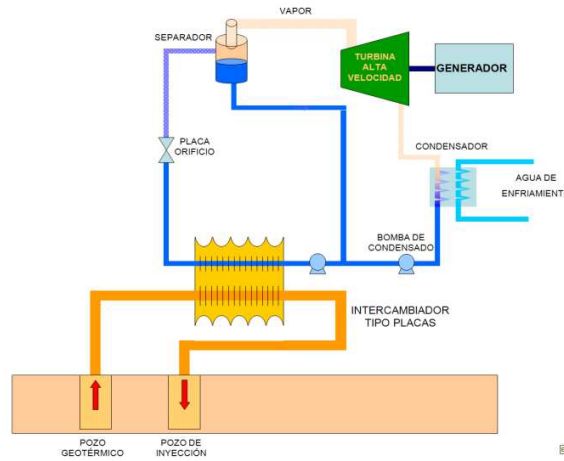 VAPOR
SEPARADOR
TURBINA
ALTA
VELOCIDAD
GENERADOR
PLACA
ORIFICIO
CONDENSADOR
AGUA DE
ENFRIAMIENT
BOMBA DE
CONDENSADO
INTERCAMBIADOR
TIPO PLACAS
POZO
GEOTÉRMICO
POZO DE
INYECCIÓN